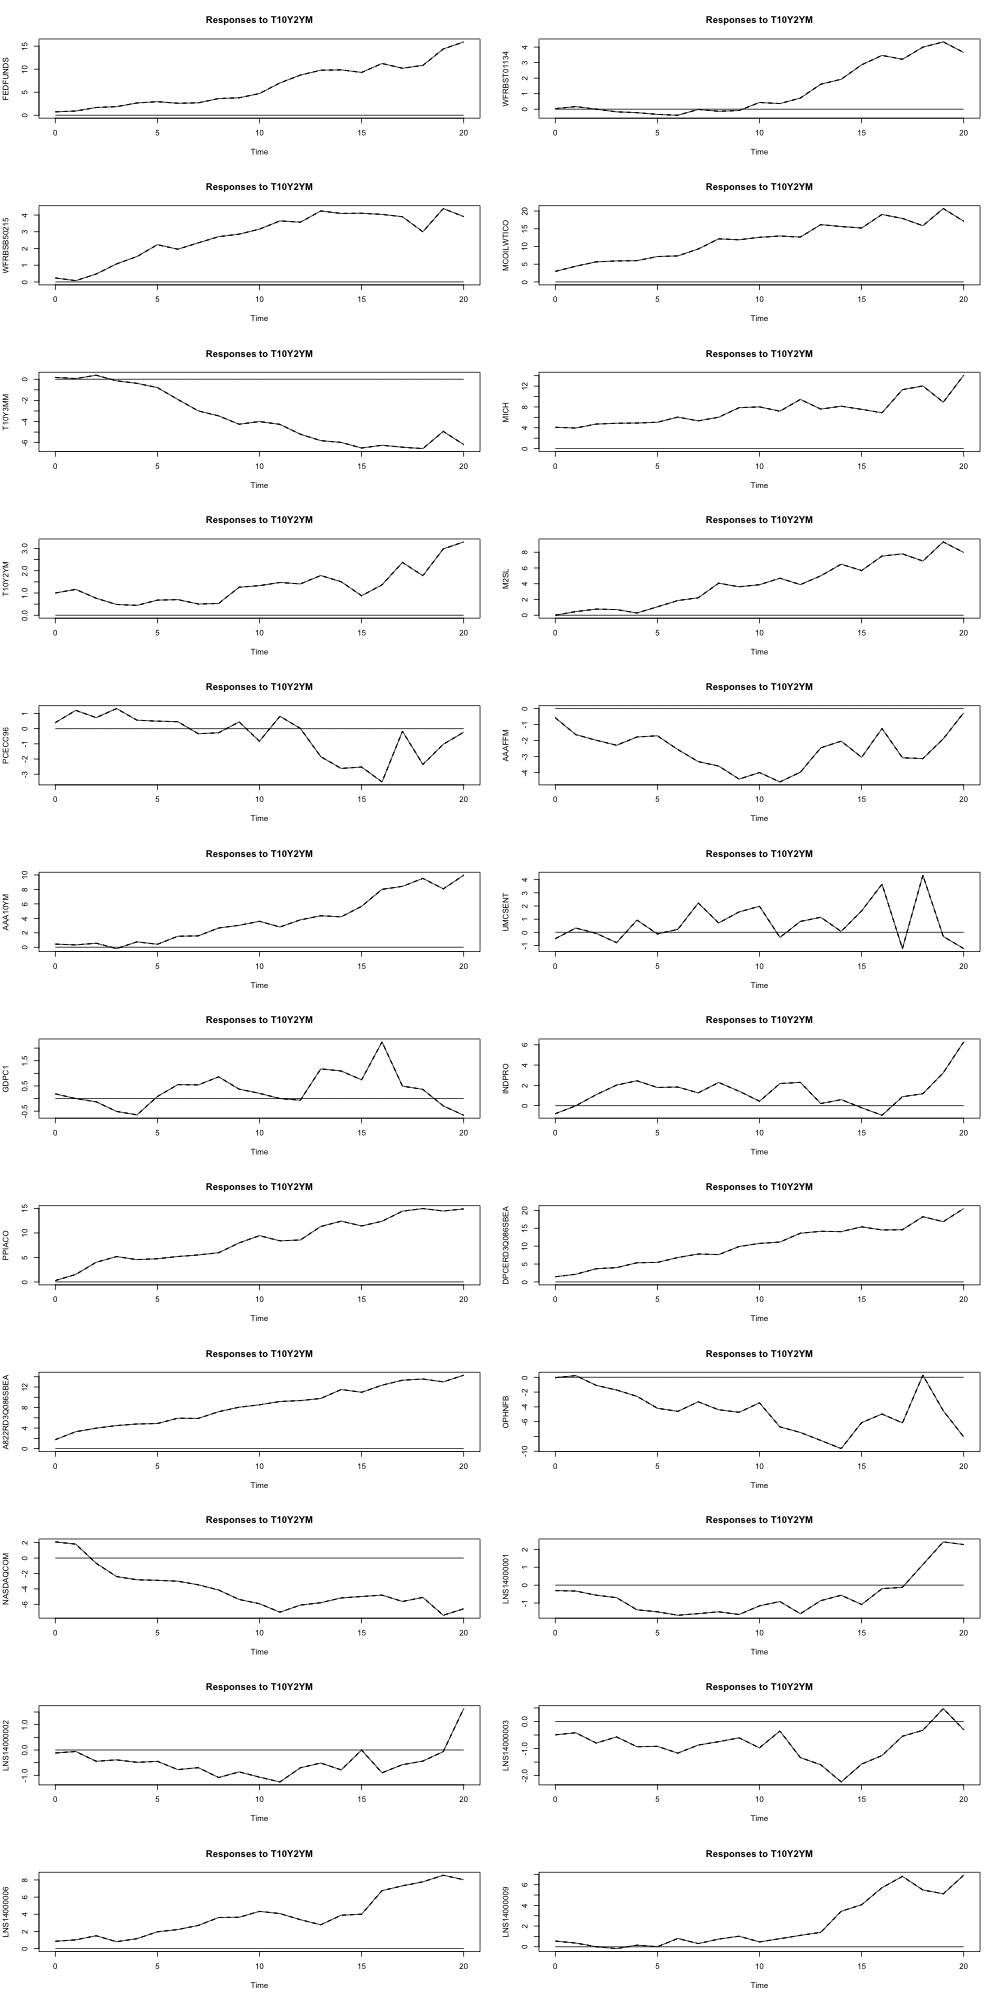 Responses to T10Y2YM Responses to T10Y2YM
FEDFUNDS 0 5 10 15 WFRBST01134 0 1 2 3 4
0 5 10 15 20 0 5 10 15 20
Time Time
Responses to T10Y2YM Responses to T10Y2YM
WFRBSB50215 0 1 2 3 4 MCOILWTICO 0 5 10 15 20
0 5 10 15 20 0 5 10 15 20
Time Time
Responses to T10Y2YM Responses to T10Y2YM
T10Y3MM -6 -4 -2 0 MICH 0 4 8 12
0 5 10 15 20 0 5 10 15 20
Time Time
Responses to T10Y2YM Responses to T10Y2YM
T10Y2YM 0.0 1.0 2.0 3.0 M2SL 0 2 4 6 8
0 5 10 15 20 0 5 10 15 20
Time Time
Responses to T10Y2YM Responses to T10Y2YM
PCECC96 -3 -2 -1 0 1 AAAFFM -4 -3 -2 -1 0
0 5 10 15 20 0 5 10 15 20
Time Time
Responses to T10Y2YM Responses to T10Y2YM
AAA10YM 0 2 4 6 8 10 UMCSENT -1 0 1 2 3 4
0 5 10 15 20 0 5 10 15 20
Time Time
Responses to T10Y2YM Responses to T10Y2YM
GDPC1 -0.5 0.5 1.5 INDPRO 0 2 4 6
0 5 10 15 20 0 5 10 15 20
Time Time
Responses to T10Y2YM Responses to T10Y2YM
PPIACO 0 5 10 15 DPCERD3Q086SBEA 0 5 10 15 20
0 5 10 15 20 0 5 10 15 20
Time Time
Responses to T10Y2YM Responses to T10Y2YM
A822RD3Q086SBEA 0 4 8 12 OPHNFB -10 -6 -4 -2 0
0 5 10 15 20 0 5 10 15 20
Time Time
Responses to T10Y2YM Responses to T10Y2YM
NASDAQCOM -6 -4 -2 0 2 LNS14000001 -1 0 1 2
0 5 10 15 20 0 5 10 15 20
Time Time
Responses to T10Y2YM Responses to T10Y2YM
LNS14000002 -1.0 0.0 1.0 LNS14000003 -2.0 -1.0 0.0
0 5 10 15 20 0 5 10 15 20
Time Time
Responses to T10Y2YM Responses to T10Y2YM
LNS14000006 0 2 4 6 8 LNS14000009 0 2 4 6
0 5 10 15 20 0 5 10 15 20
Time Time